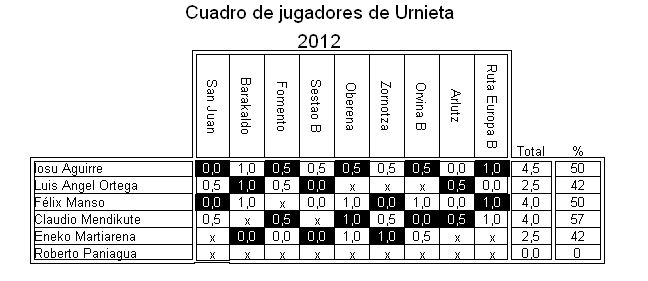 Cuadro de jugadores de Urnieta
2012
San Juan Barakaldo Fomento Sestao B Oberena Zornotza Orvina B Arlutz Ruta Europa B Total %
Iosu Aguirre 0,0 1,0 0,5 0,5 0,5 0,5 0,5 0,0 1,0 4,5 50
Luis Angel Ortega 0,5 1,0 0,5 0,0 x x x 0,5 0,0 2,5 42
Félix Manso 0,0 1,0 x 0,0 1,0 0,0 1,0 0,0 1,0 4,0 50
Claudio Mendikute 0,5 x 0,5 x 1,0 0,5 0,0 0,5 1,0 4,0 57
Eneko Martiarena x 0,0 0,0 0,0 1,0 1,0 0,5 x x 2,5 42
Roberto Paniagua x x x x x x x x x 0,0 0